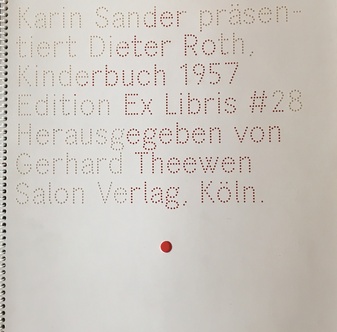 Karin Sander präsen-
tiert Dieter Roth,
Kinderbuch 1957
Edition Ex Libris #28
Herausgegeben von
Gerhard Theewen
Salon Verlag, Köln.